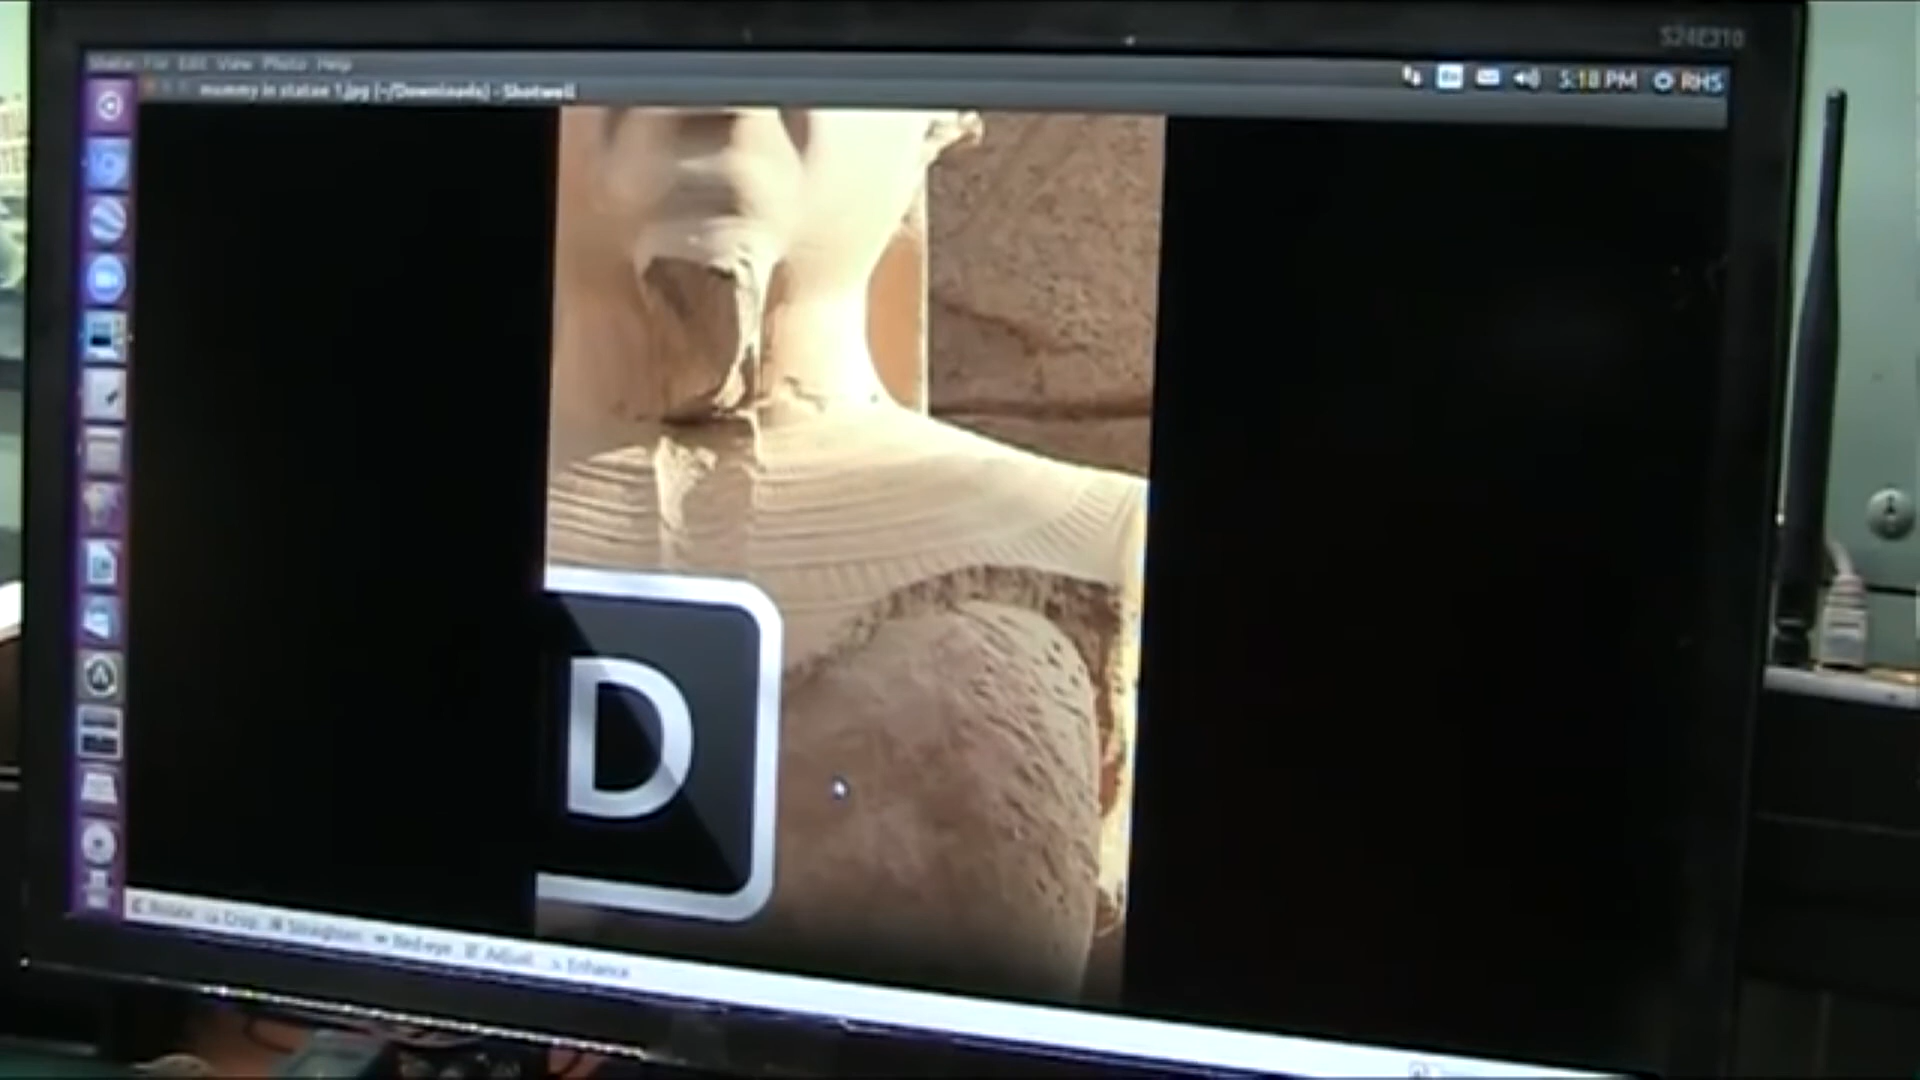 S24E310
File Edit View Photo Help
5:18 PM RHS
mummy in statue 1.jpg (~/Downloads) - Shotwell
D
Rotate Crop Straighten Red-eye Adjust Enhance